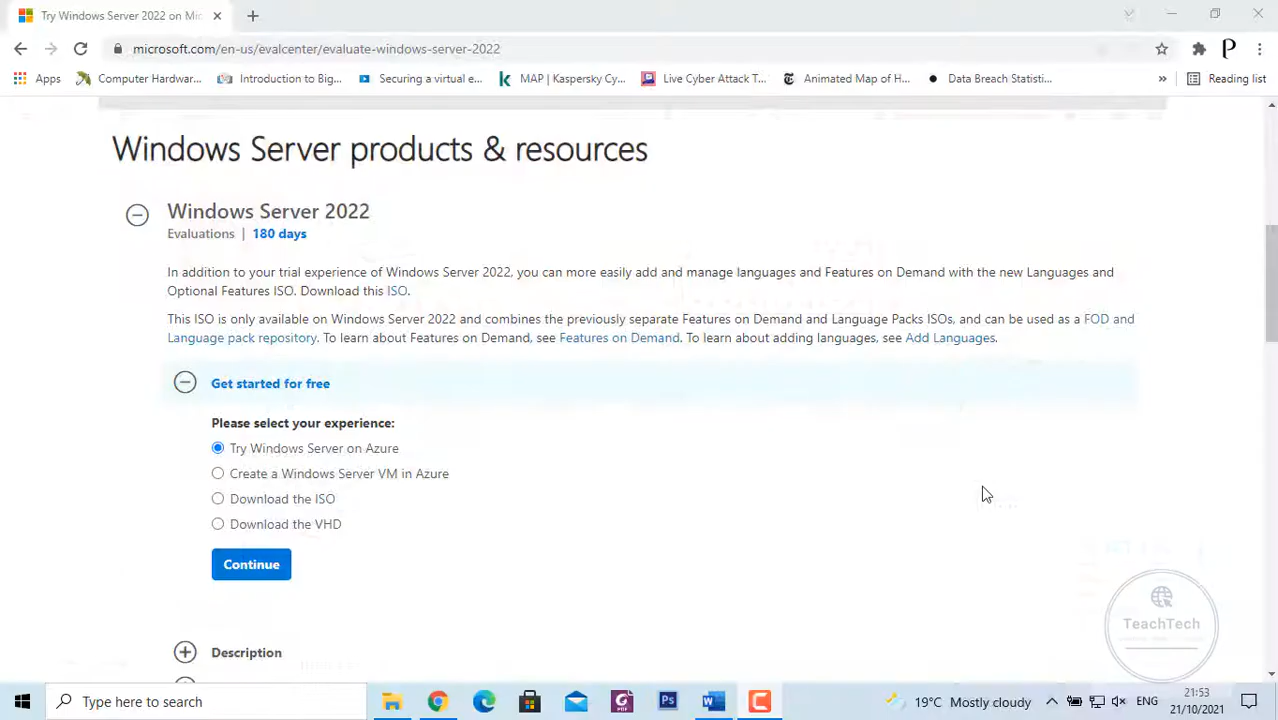 Try Windows Server 2022 on Mic
microsoft.com/en-us/evalcenter/evaluate-windows-server-2022
Apps
Computer Hardwar...
Introduction to Big...
Securing a virtual e...
MAP | Kaspersky Cy...
Live Cyber Attack T...
Animated Map of H...
Data Breach Statisti...
»
Reading list
Windows Server products & resources
Windows Server 2022
Evaluations | 180 days
In addition to your trial experience of Windows Server 2022, you can more easily add and manage languages and Features on Demand with the new Languages and
Optional Features ISO. Download this ISO.
This ISO is only available on Windows Server 2022 and combines the previously separate Features on Demand and Language Packs ISOs, and can be used as a FOD and
Language pack repository. To learn about Features on Demand, see Features on Demand. To learn about adding languages, see Add Languages.
Get started for free
Please select your experience:
Try Windows Server on Azure
Create a Windows Server VM in Azure
Download the ISO
Download the VHD
Continue
Description
TeachTech
Type here to search
19°C Mostly cloudy
ENG
21:53
21/10/2021